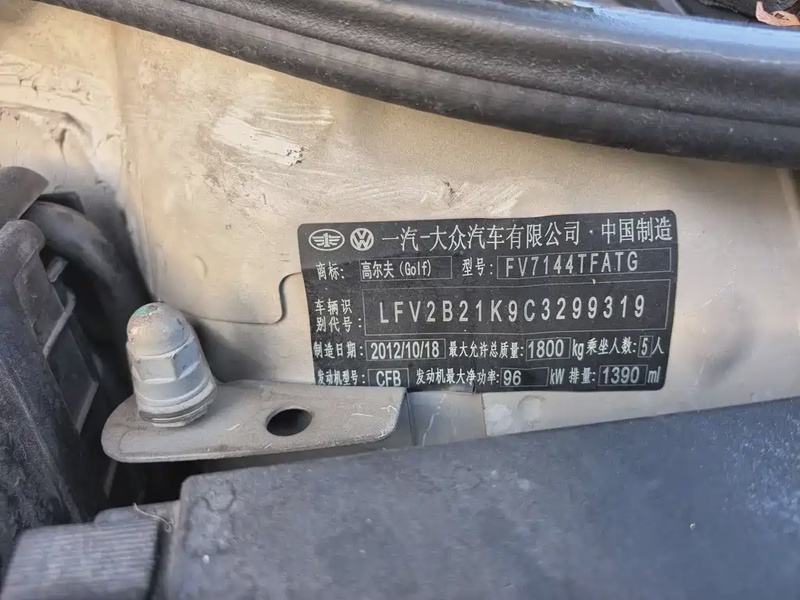 一汽-大众汽车有限公司·中国制造
商标: 高尔夫(Golf) 型号: FV7144TFATG
车辆识别代号: LFV2B21K9C3299319
制造日期: 2012/10/18 最大允许总质量: 1800 kg 乘坐人数: 5人
发动机型号: CFB 发动机最大净功率: 96 kW 排量: 1390 ml